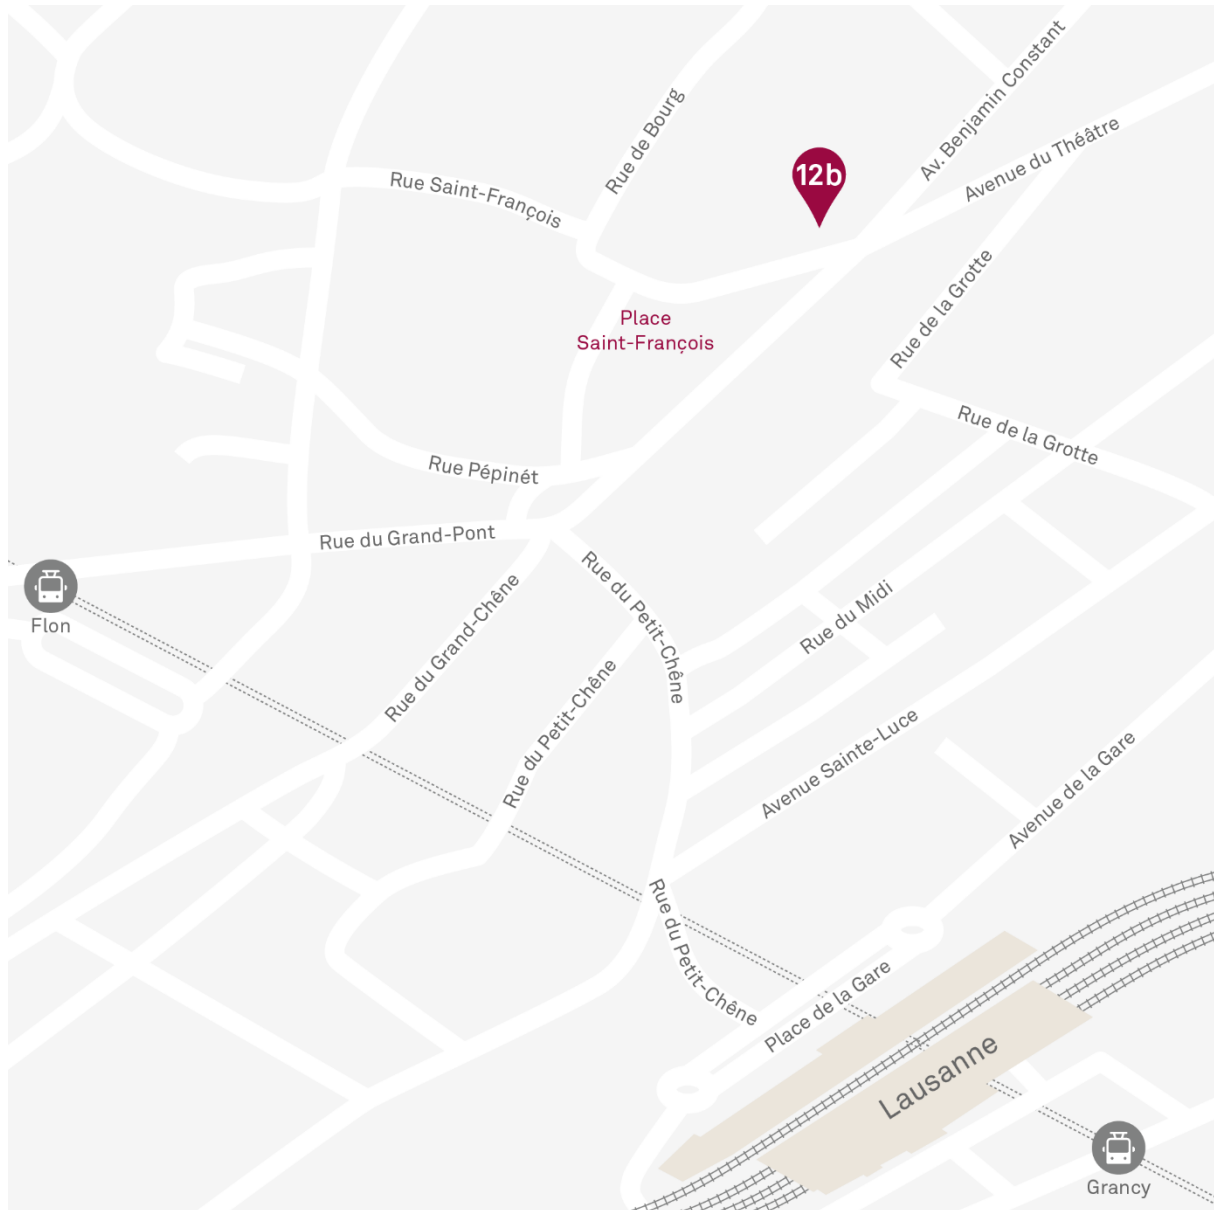 Av. Benjamin Constant
Rue de Bourg
Avenue du Théâtre
12b
Rue Saint-François
Rue de la Grotte
Place
Saint-François
Rue de la Grotte
Rue Pépinét
Rue du Grand-Pont
Flon
Rue du Grand-Chêne
Rue du Petit-Chêne
Rue du Midi
Rue du Petit-Chêne
Avenue Sainte-Luce
Avenue de la Gare
Rue du Petit-Chêne
Place de la Gare
Lausanne
Grancy